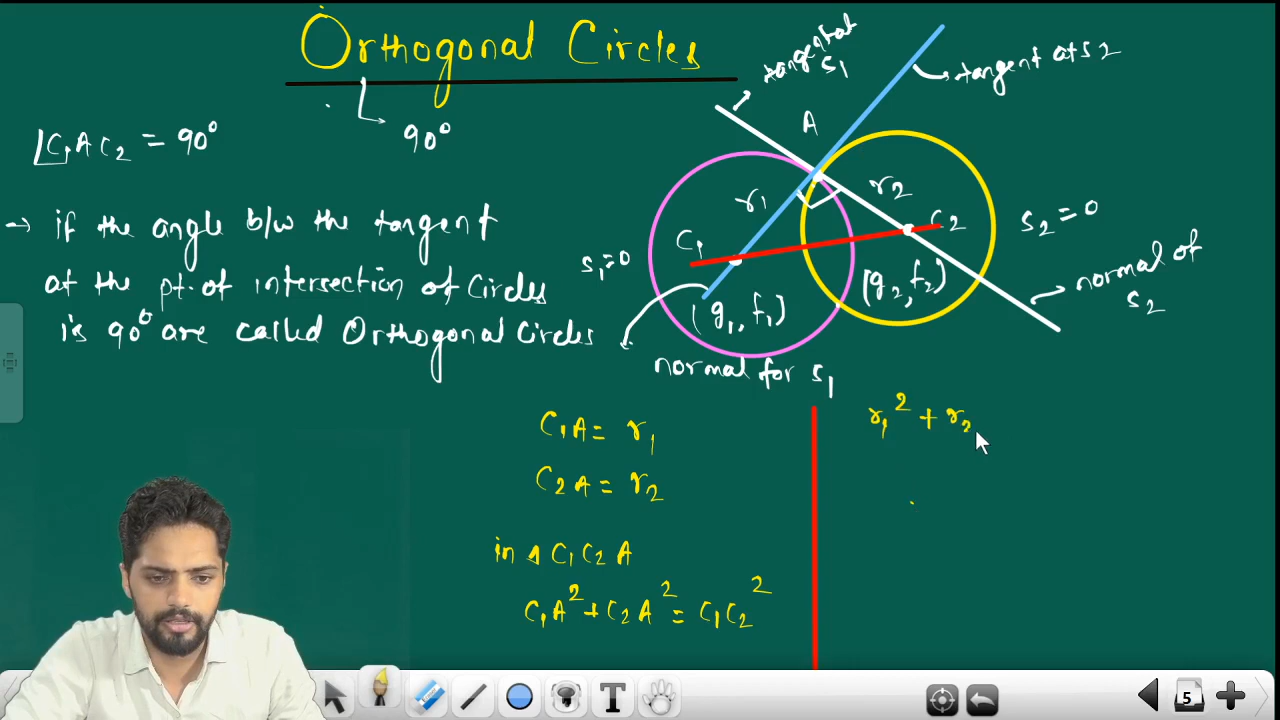 Orthogonal Circles
90°
∠C1AC2 = 90°
→ if the angle b/w the tangent
at the pt. of intersection of Circles
is 90° are called Orthogonal Circles
tangent at
S1
tangent at S2
A
r1
r2
C1
C2
S1=0
S2=0
(g1, f1)
(g2, f2)
normal of
S2
normal for S1
C1A = r1
C2A = r2
in Δ C1C2A
C1A² + C2A² = C1C2²
r1² + r2
T
5